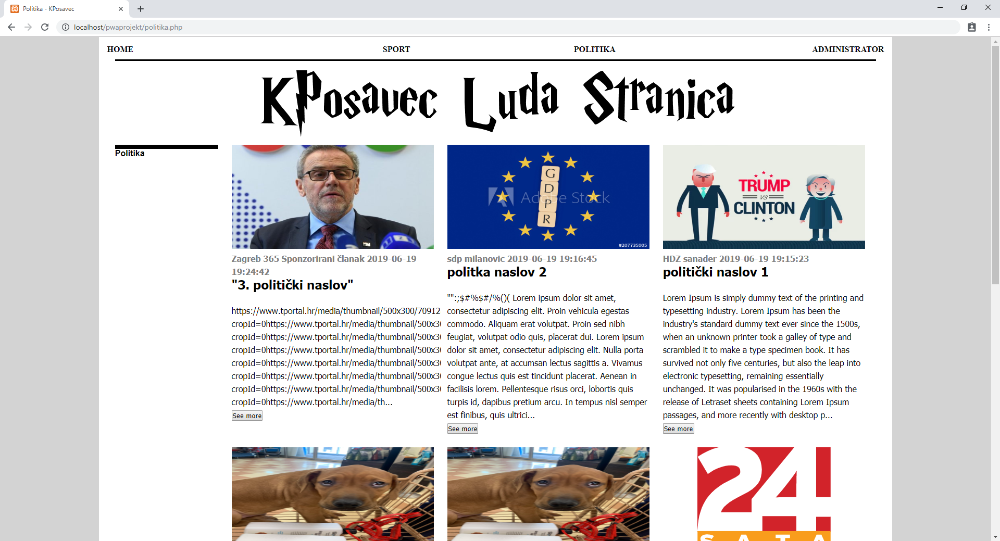 Politika - KPosavec
localhost/pwaprojekt/politika.php
HOME SPORT POLITIKA ADMINISTRATOR
KPosavec Luda Stranica
Politika
G
D
P
R
Adobe Stock
#207735905
TRUMP
VS
CLINTON
Zagreb 365 Sponzorirani članak 2019-06-19
19:24:42
"3. politički naslov"
https://www.tportal.hr/media/thumbnail/500x300/70912
cropId=0https://www.tportal.hr/media/thumbnail/500x30
cropId=0https://www.tportal.hr/media/thumbnail/500x30
cropId=0https://www.tportal.hr/media/thumbnail/500x30
cropId=0https://www.tportal.hr/media/thumbnail/500x30
cropId=0https://www.tportal.hr/media/thumbnail/500x30
cropId=0https://www.tportal.hr/media/thumbnail/500x30
cropId=0https://www.tportal.hr/media/th...
See more
sdp milanovic 2019-06-19 19:16:45
politka naslov 2
"":;$#%$#/%()( Lorem ipsum dolor sit amet,
consectetur adipiscing elit. Proin vehicula egestas
commodo. Aliquam erat volutpat. Proin sed nibh
feugiat, volutpat odio quis, placerat dui. Lorem ipsum
dolor sit amet, consectetur adipiscing elit. Nulla porta
volutpat ante, at accumsan lectus sagittis a. Vivamus
congue lectus quis est tincidunt placerat. Aenean in
facilisis lorem. Pellentesque risus orci, lobortis quis
turpis id, dapibus pretium arcu. In tempus nisl semper
est finibus, quis ultrici...
See more
HDZ sanader 2019-06-19 19:15:23
politički naslov 1
Lorem Ipsum is simply dummy text of the printing and
typesetting industry. Lorem Ipsum has been the
industry's standard dummy text ever since the 1500s,
when an unknown printer took a galley of type and
scrambled it to make a type specimen book. It has
survived not only five centuries, but also the leap into
electronic typesetting, remaining essentially
unchanged. It was popularised in the 1960s with the
release of Letraset sheets containing Lorem Ipsum
passages, and more recently with desktop p...
See more
24
SATA